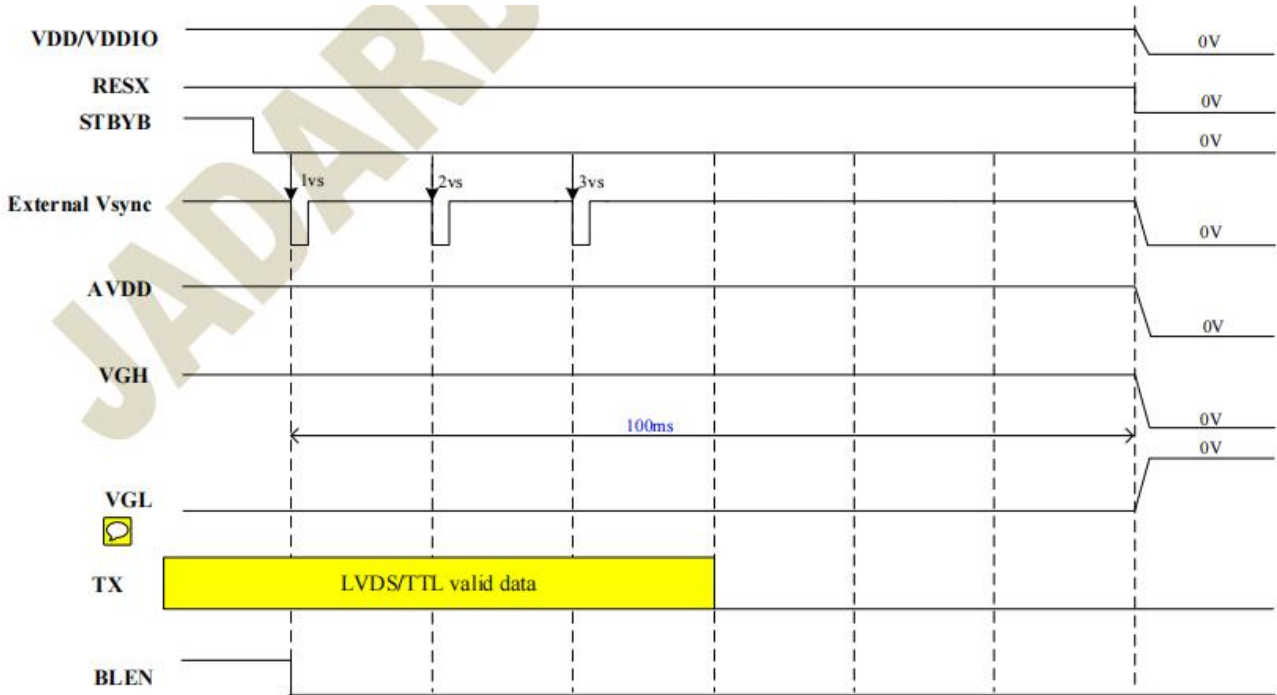 VDD/VDDIO
0V
RESX
0V
STBYB
0V
1vs
2vs
3vs
External Vsync
0V
AVDD
0V
VGH
100ms
0V
0V
VGL
TX
LVDS/TTL valid data
BLEN
JADARD